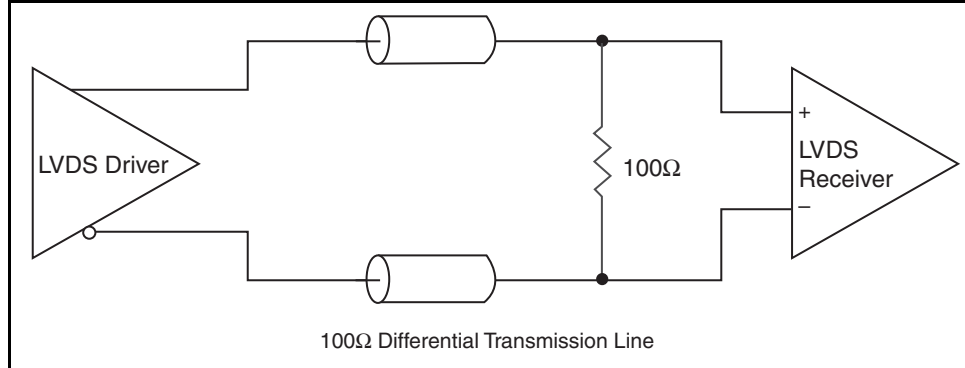 LVDS Driver
100Ω
+
LVDS
Receiver
–
100Ω Differential Transmission Line